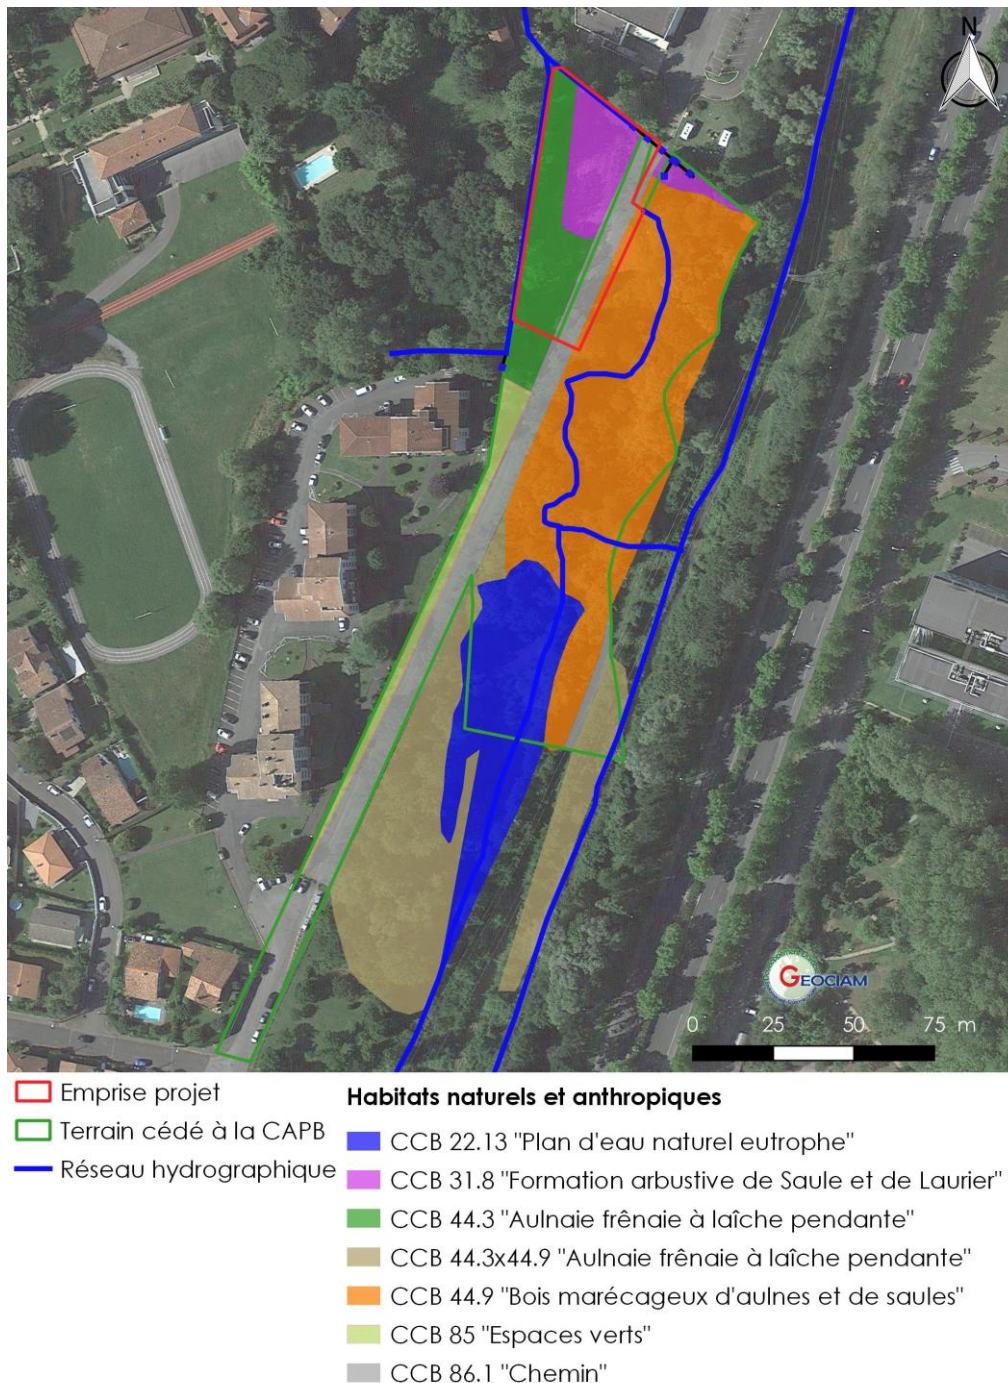 N
GEOCIAM
0 25 50 75 m
Emprise projet
Terrain cédé à la CAPB
Réseau hydrographique
Habitats naturels et anthropiques
CCB 22.13 "Plan d'eau naturel eutrophe"
CCB 31.8 "Formation arbustive de Saule et de Laurier"
CCB 44.3 "Aulnaie frênaie à laîche pendante"
CCB 44.3x44.9 "Aulnaie frênaie à laîche pendante"
CCB 44.9 "Bois marécageux d'aulnes et de saules"
CCB 85 "Espaces verts"
CCB 86.1 "Chemin"